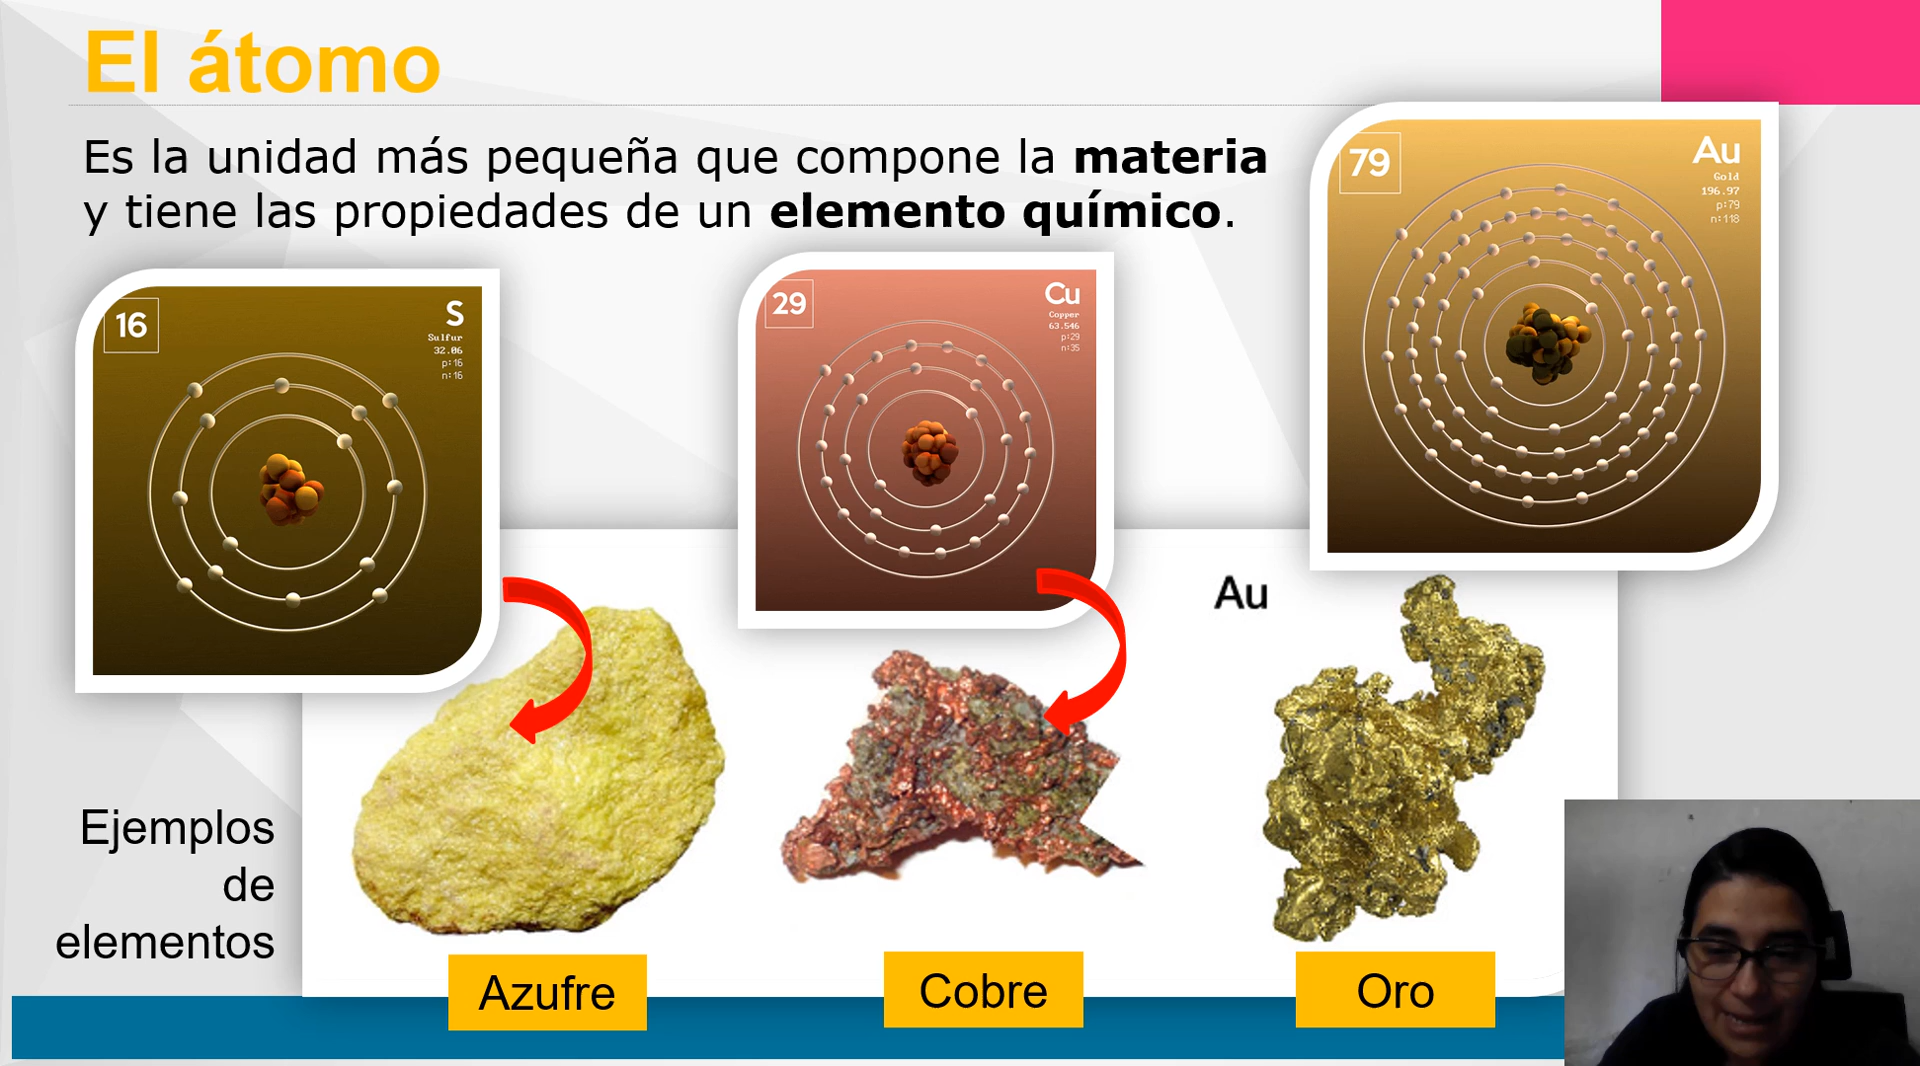 El átomo
Es la unidad más pequeña que compone la materia
y tiene las propiedades de un elemento químico.
16
S
Sulfur
32.06
p:16
n:16
29
Cu
Copper
63.546
p:29
n:35
79
Au
Gold
196.97
p:79
n:118
Au
Ejemplos
de
elementos
Azufre
Cobre
Oro